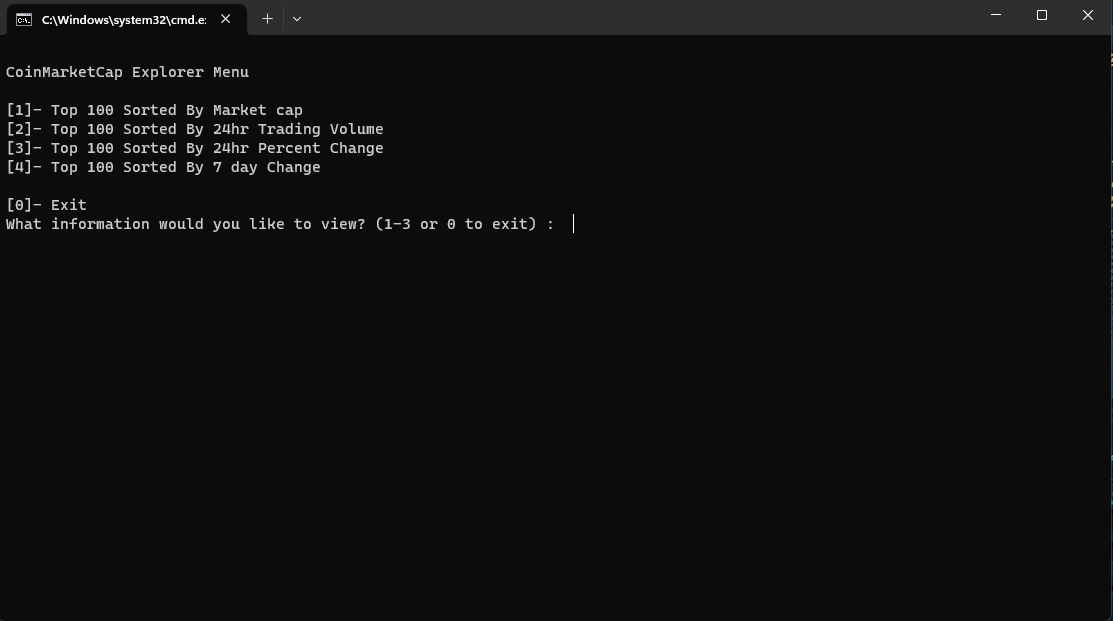 C:\Windows\system32\cmd.e:
CoinMarketCap Explorer Menu
[1]- Top 100 Sorted By Market cap
[2]- Top 100 Sorted By 24hr Trading Volume
[3]- Top 100 Sorted By 24hr Percent Change
[4]- Top 100 Sorted By 7 day Change
[0]- Exit
What information would you like to view? (1-3 or 0 to exit) :